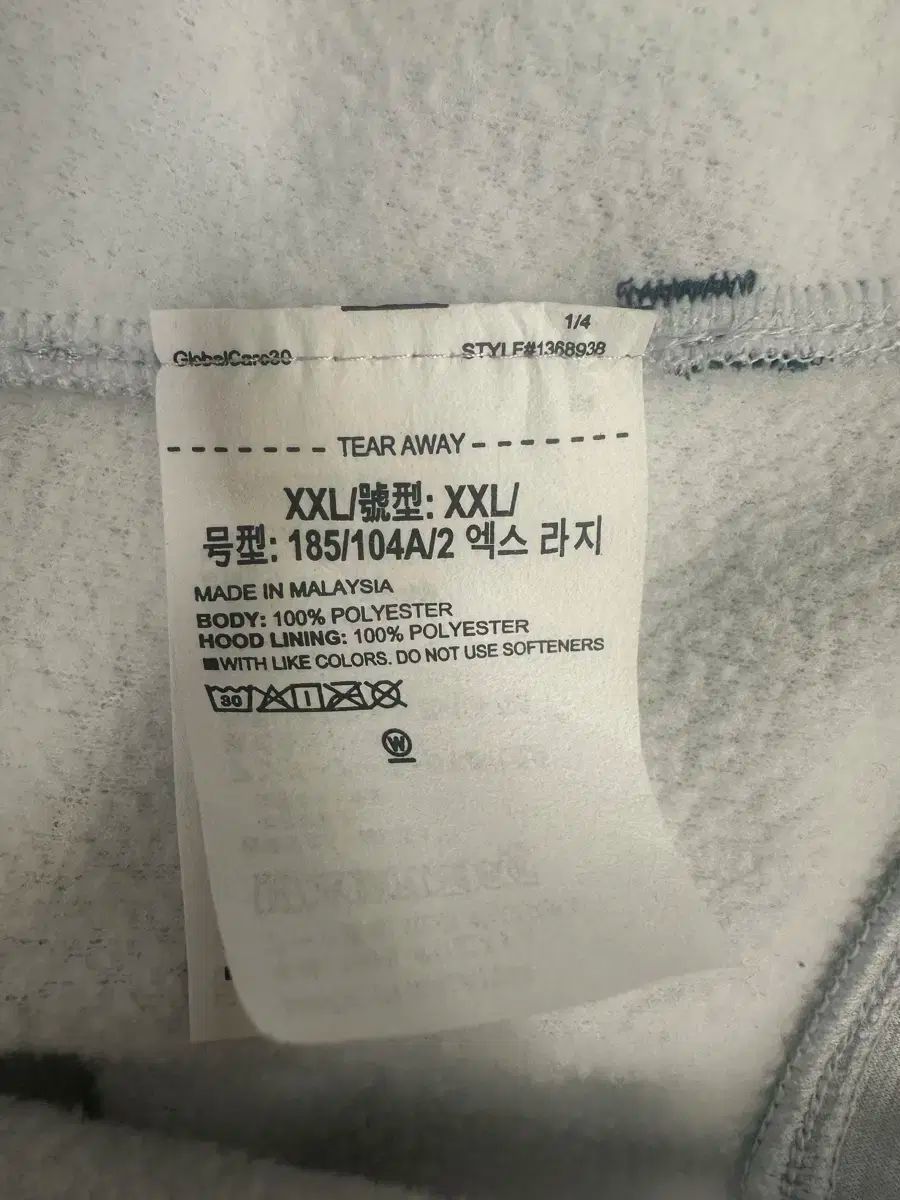 1/4
GlobalCare30 STYLE#1368938
TEAR AWAY
XXL/號型: XXL/
号型: 185/104A/2 엑스 라지
MADE IN MALAYSIA
BODY: 100% POLYESTER
HOOD LINING: 100% POLYESTER
■WITH LIKE COLORS. DO NOT USE SOFTENERS
30
W